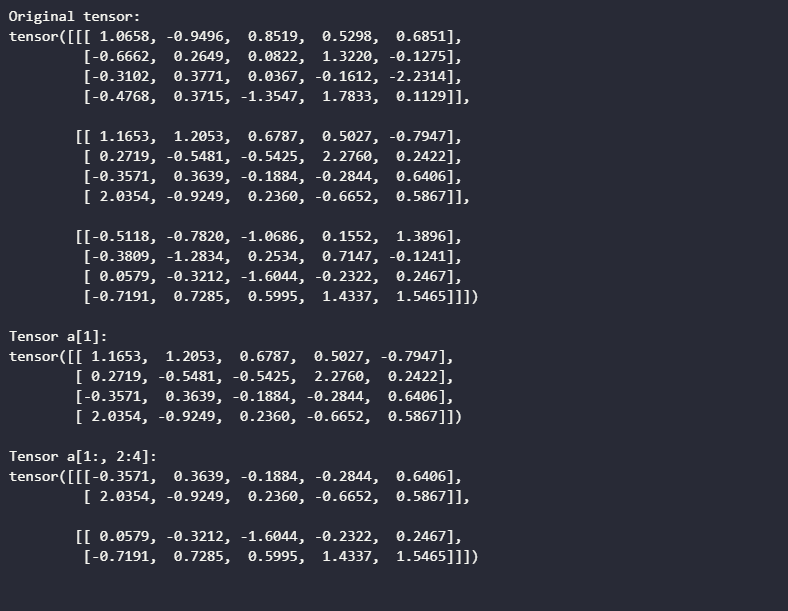 Original tensor:
tensor([[[ 1.0658, -0.9496,  0.8519,  0.5298,  0.6851],
         [-0.6662,  0.2649,  0.0822,  1.3220, -0.1275],
         [-0.3102,  0.3771,  0.0367, -0.1612, -2.2314],
         [-0.4768,  0.3715, -1.3547,  1.7833,  0.1129]],

        [[ 1.1653,  1.2053,  0.6787,  0.5027, -0.7947],
         [ 0.2719, -0.5481, -0.5425,  2.2760,  0.2422],
         [-0.3571,  0.3639, -0.1884, -0.2844,  0.6406],
         [ 2.0354, -0.9249,  0.2360, -0.6652,  0.5867]],

        [[-0.5118, -0.7820, -1.0686,  0.1552,  1.3896],
         [-0.3809, -1.2834,  0.2534,  0.7147, -0.1241],
         [ 0.0579, -0.3212, -1.6044, -0.2322,  0.2467],
         [-0.7191,  0.7285,  0.5995,  1.4337,  1.5465]]])

Tensor a[1]:
tensor([[ 1.1653,  1.2053,  0.6787,  0.5027, -0.7947],
        [ 0.2719, -0.5481, -0.5425,  2.2760,  0.2422],
        [-0.3571,  0.3639, -0.1884, -0.2844,  0.6406],
        [ 2.0354, -0.9249,  0.2360, -0.6652,  0.5867]])

Tensor a[1:, 2:4]:
tensor([[[-0.3571,  0.3639, -0.1884, -0.2844,  0.6406],
         [ 2.0354, -0.9249,  0.2360, -0.6652,  0.5867]],

        [[ 0.0579, -0.3212, -1.6044, -0.2322,  0.2467],
         [-0.7191,  0.7285,  0.5995,  1.4337,  1.5465]]])